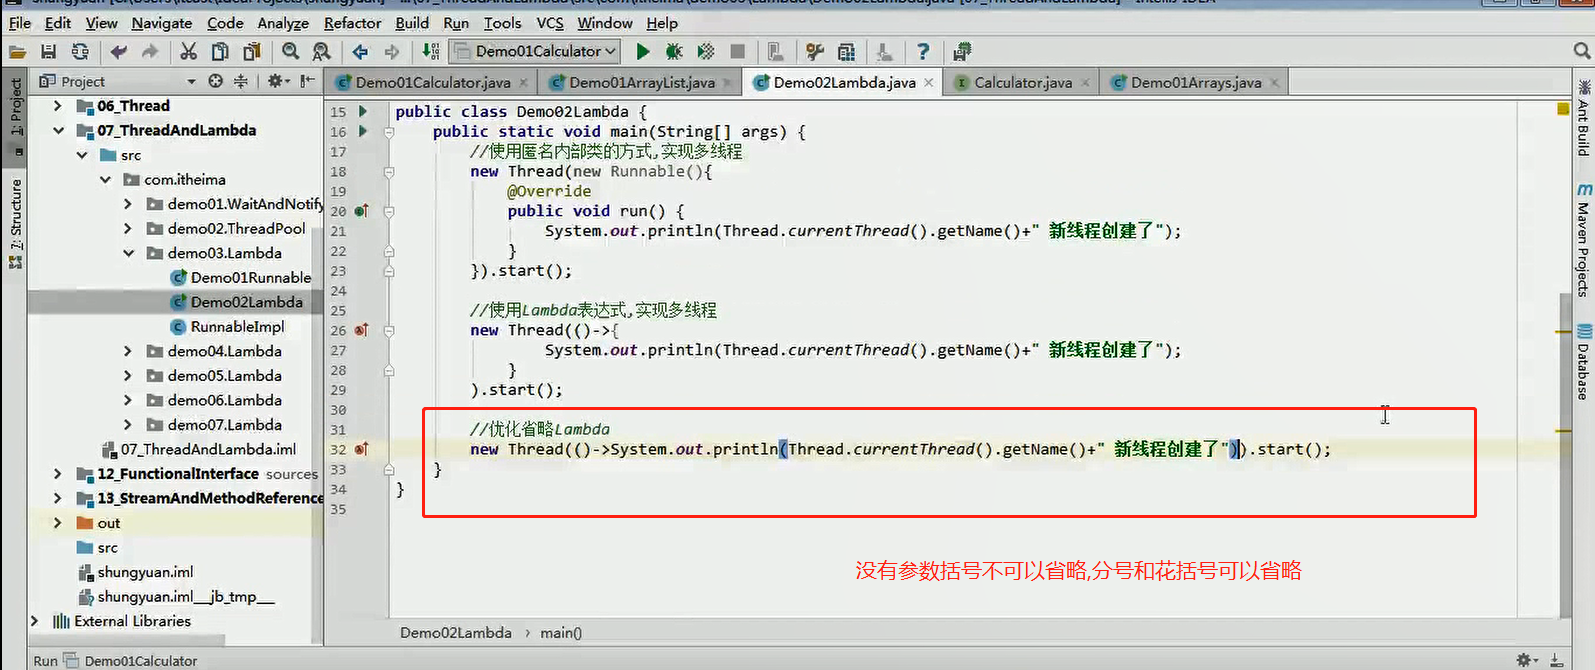 File Edit View Navigate Code Analyze Refactor Build Run Tools VCS Window Help
Demo01Calculator
Project
Demo01Calculator.java
Demo01ArrayList.java
Demo02Lambda.java
Calculator.java
Demo01Arrays.java
1: Project
7: Structure
06_Thread
07_ThreadAndLambda
src
com.itheima
demo01.WaitAndNotify
demo02.ThreadPool
demo03.Lambda
Demo01Runnable
Demo02Lambda
RunnableImpl
demo04.Lambda
demo05.Lambda
demo06.Lambda
demo07.Lambda
07_ThreadAndLambda.iml
12_FunctionalInterface sources
13_StreamAndMethodReference
out
src
shungyuan.iml
shungyuan.iml__jb_tmp__
External Libraries
15 public class Demo02Lambda {
16 public static void main(String[] args) {
17 //使用匿名内部类的方式,实现多线程
18 new Thread(new Runnable(){
19 @Override
20 public void run() {
21 System.out.println(Thread.currentThread().getName()+" 新线程创建了");
22 }
23 }).start();
24
25 //使用Lambda表达式,实现多线程
26 new Thread(()->{
27 System.out.println(Thread.currentThread().getName()+" 新线程创建了");
28 }
29 ).start();
30
31 //优化省略Lambda
32 new Thread(()->System.out.println(Thread.currentThread().getName()+" 新线程创建了")).start();
33 }
34 }
35
没有参数括号不可以省略,分号和花括号可以省略
Demo02Lambda › main()
Ant Build
Maven Projects
Database
Run Demo01Calculator